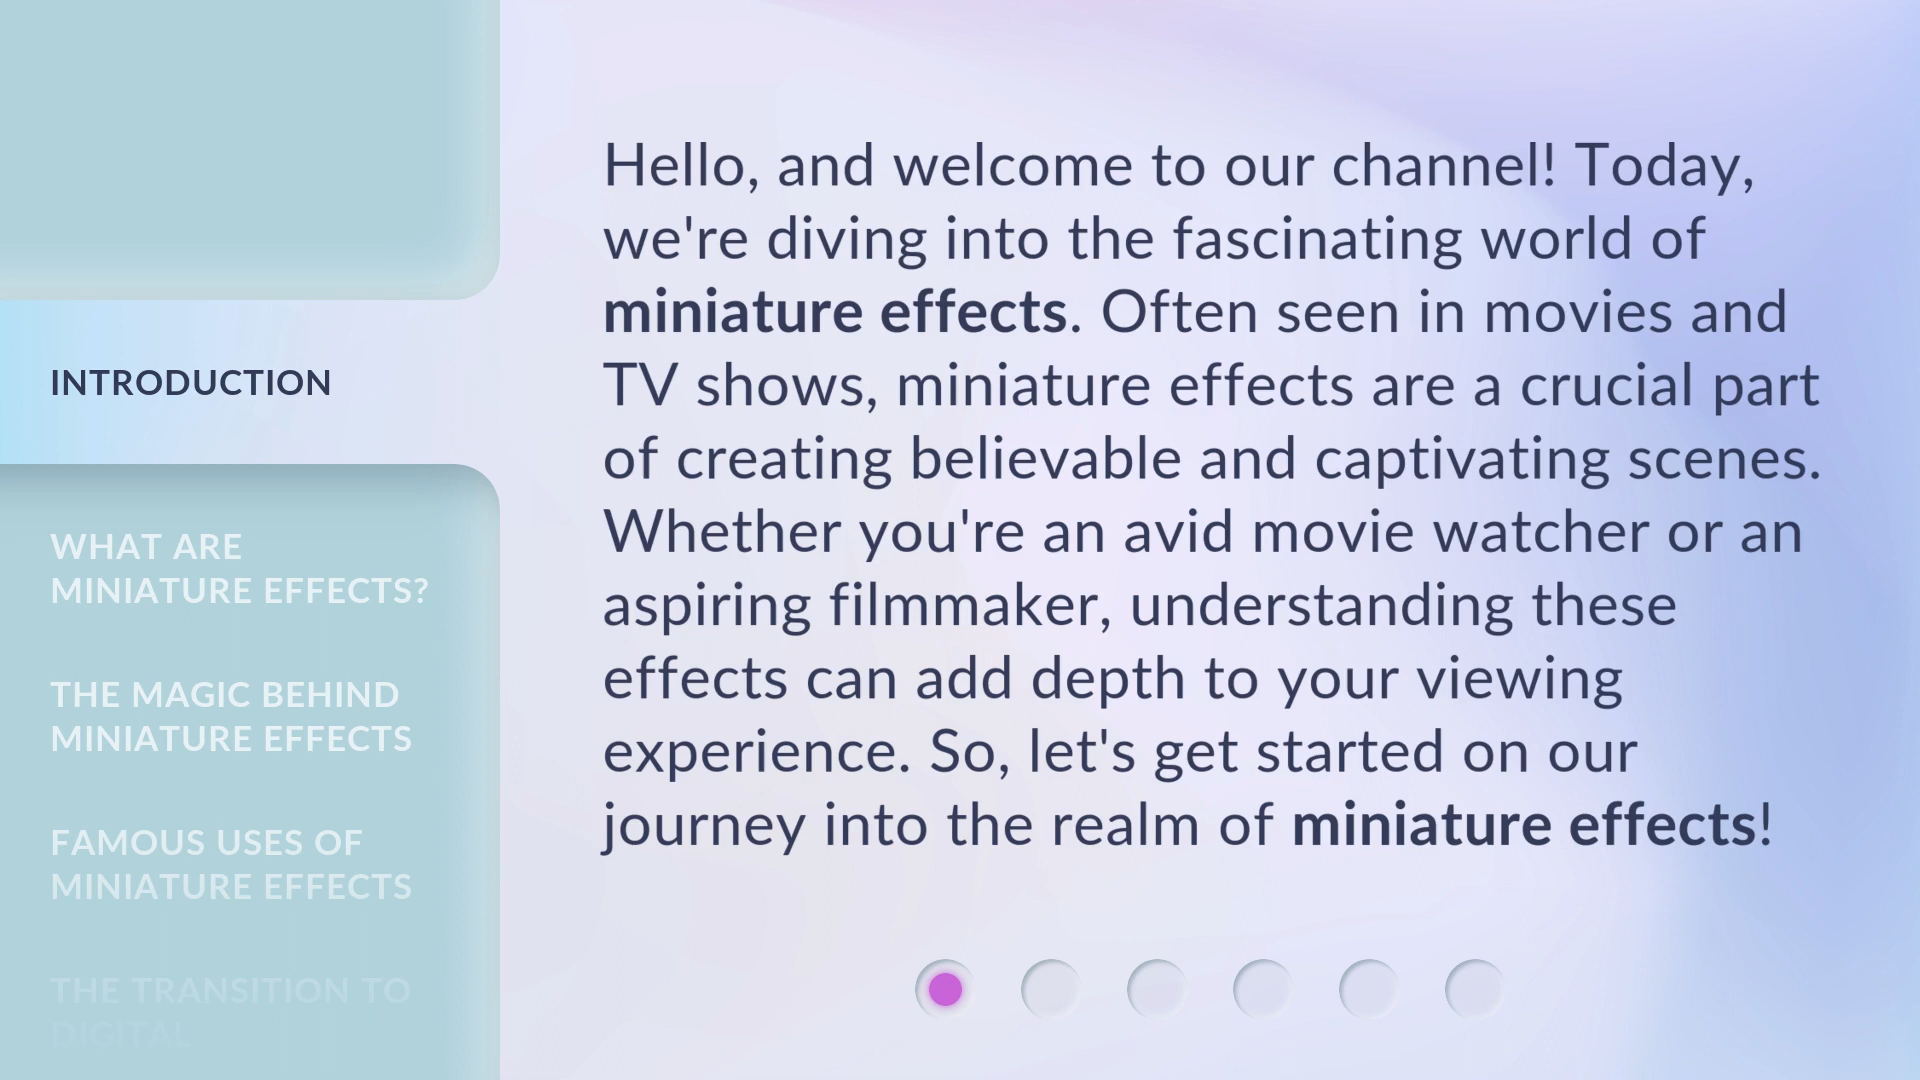 INTRODUCTION
WHAT ARE
MINIATURE EFFECTS?
THE MAGIC BEHIND
MINIATURE EFFECTS
FAMOUS USES OF
MINIATURE EFFECTS
THE TRANSITION TO
DIGITAL
Hello, and welcome to our channel! Today,
we're diving into the fascinating world of
miniature effects. Often seen in movies and
TV shows, miniature effects are a crucial part
of creating believable and captivating scenes.
Whether you're an avid movie watcher or an
aspiring filmmaker, understanding these
effects can add depth to your viewing
experience. So, let's get started on our
journey into the realm of miniature effects!